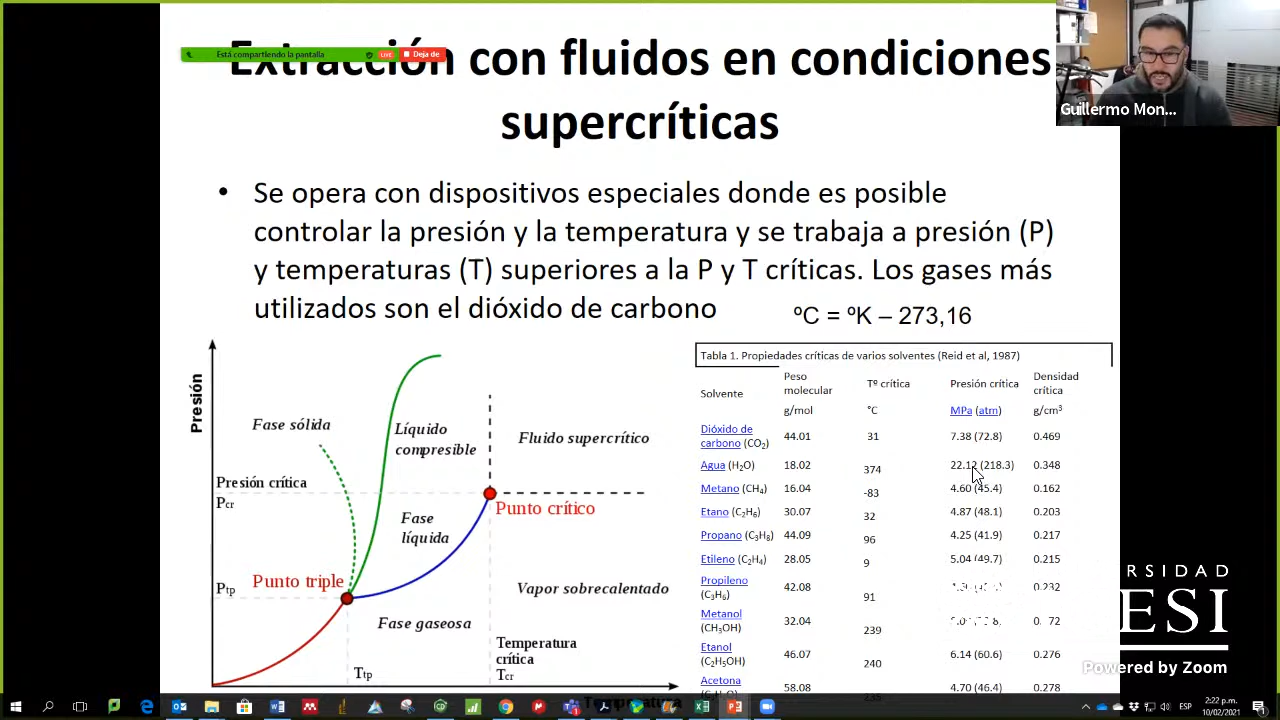 Está compartiendo la pantalla
LIVE
Deja de
Extracción con fluidos en condiciones
supercríticas
Guillermo Mon...
• Se opera con dispositivos especiales donde es posible
controlar la presión y la temperatura y se trabaja a presión (P)
y temperaturas (T) superiores a la P y T críticas. Los gases más
utilizados son el dióxido de carbono
ºC = ºK – 273,16
Presión
Fase sólida
Líquido
compresible
Fluido supercrítico
Presión crítica
Pcr
Punto crítico
Fase
líquida
Punto triple
Ptp
Vapor sobrecalentado
Fase gaseosa
Temperatura
crítica
Tcr
Ttp
Temperatura
Tabla 1. Propiedades críticas de varios solventes (Reid et al, 1987)
Solvente Peso molecular Tº crítica Presión crítica Densidad crítica
g/mol °C MPa (atm) g/cm³
Dióxido de carbono (CO₂) 44.01 31 7.38 (72.8) 0.469
Agua (H₂O) 18.02 374 22.12 (218.3) 0.348
Metano (CH₄) 16.04 -83 4.60 (45.4) 0.162
Etano (C₂H₆) 30.07 32 4.87 (48.1) 0.203
Propano (C₃H₈) 44.09 96 4.25 (41.9) 0.217
Etileno (C₂H₄) 28.05 9 5.04 (49.7) 0.215
Propileno (C₃H₆) 42.08 91 0.232
Metanol (CH₃OH) 32.04 239
Etanol (C₂H₅OH) 46.07 240 6.14 (60.6) 0.276
Acetona 58.08 4.70 (46.4) 0.278
ERSIDAD
ESI
Powered by Zoom
ESP
2:22 p. m.
10/02/2021